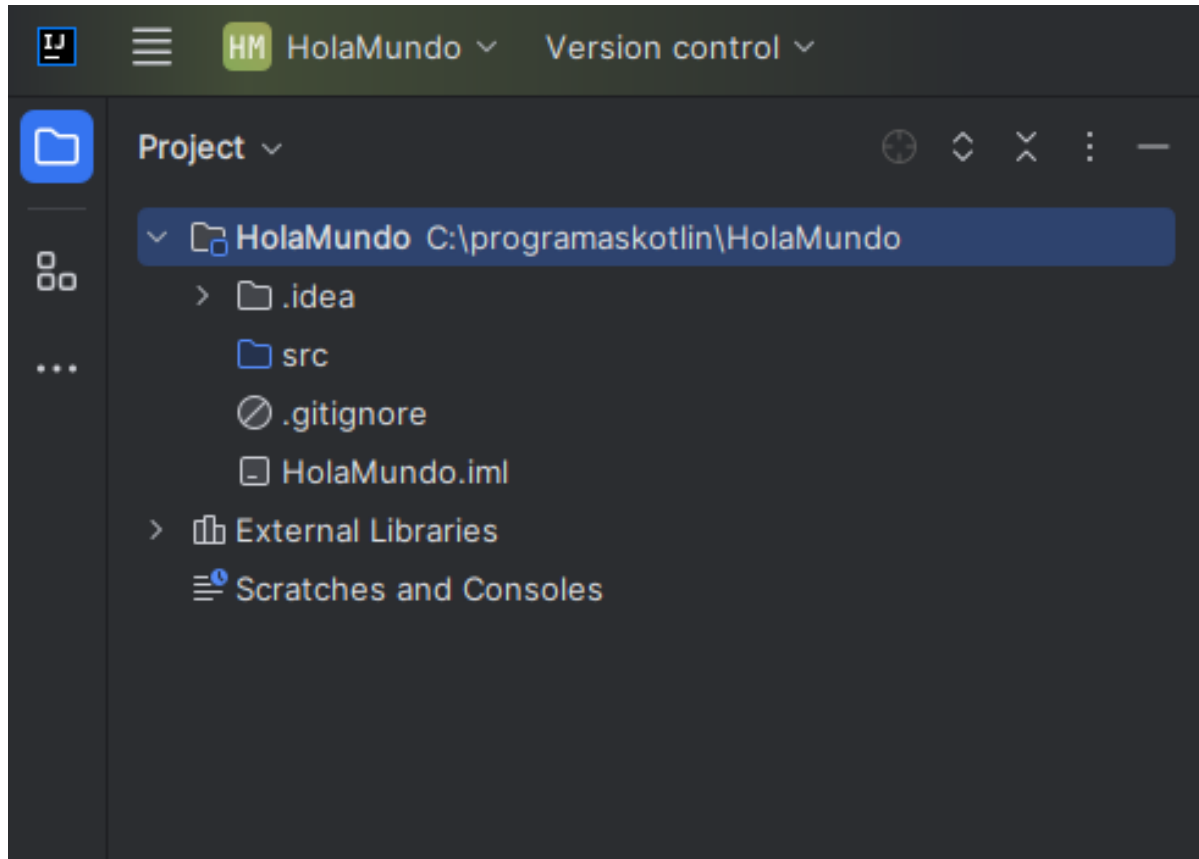 IJ HM HolaMundo Version control
Project
HolaMundo C:\programaskotlin\HolaMundo
.idea
src
.gitignore
HolaMundo.iml
External Libraries
Scratches and Consoles